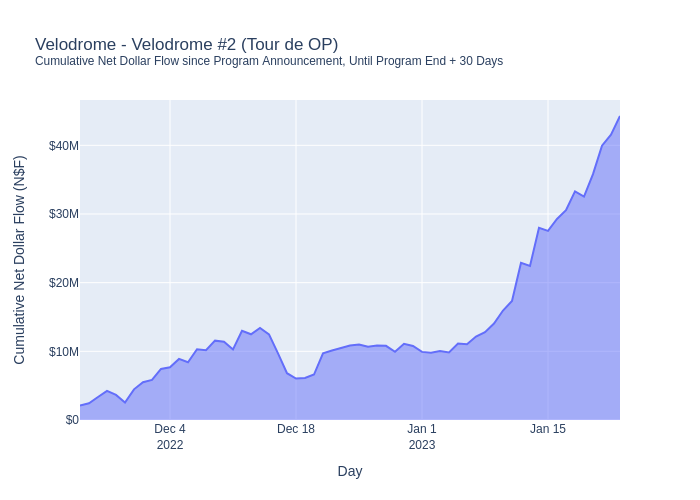 Velodrome - Velodrome #2 (Tour de OP)
Cumulative Net Dollar Flow since Program Announcement, Until Program End + 30 Days
Cumulative Net Dollar Flow (N$F)
$40M
$30M
$20M
$10M
$0
Dec 4
2022
Dec 18
Jan 1
2023
Jan 15
Day